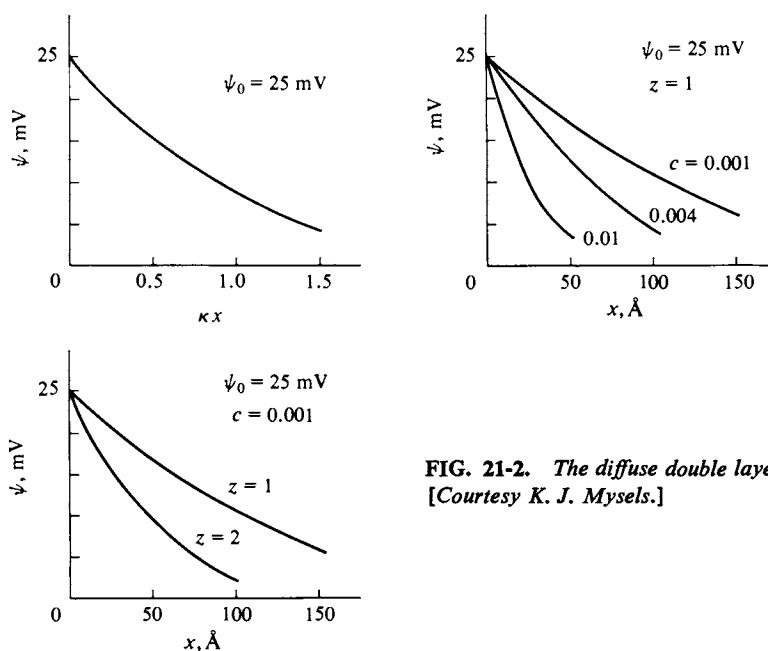 25
ψ, mV
ψ₀ = 25 mV
0
0.5
1.0
1.5
κx
25
ψ, mV
ψ₀ = 25 mV
z = 1
c = 0.001
0.004
0.01
0
50
100
150
x, Å
25
ψ, mV
ψ₀ = 25 mV
c = 0.001
z = 1
z = 2
0
50
100
150
x, Å
FIG. 21-2. The diffuse double laye
[Courtesy K. J. Mysels.]